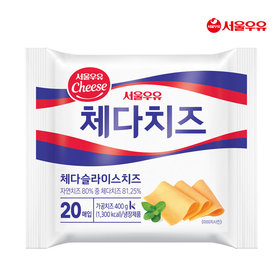 서울우유
서울우유
Cheese
서울우유
체다치즈
체다슬라이스치즈
자연치즈 80% 중 체다치즈 81.25%
20매입
가공치즈 400 g
(1,300 kcal)/냉장제품